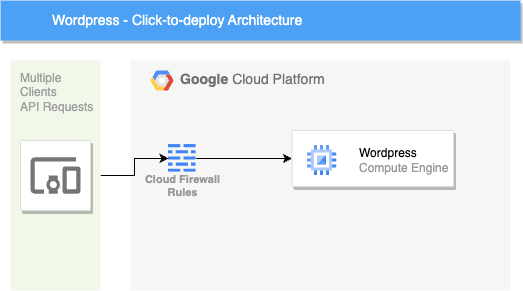 Wordpress - Click-to-deploy Architecture
Multiple
Clients
API Requests
Google Cloud Platform
Cloud Firewall
Rules
Wordpress
Compute Engine